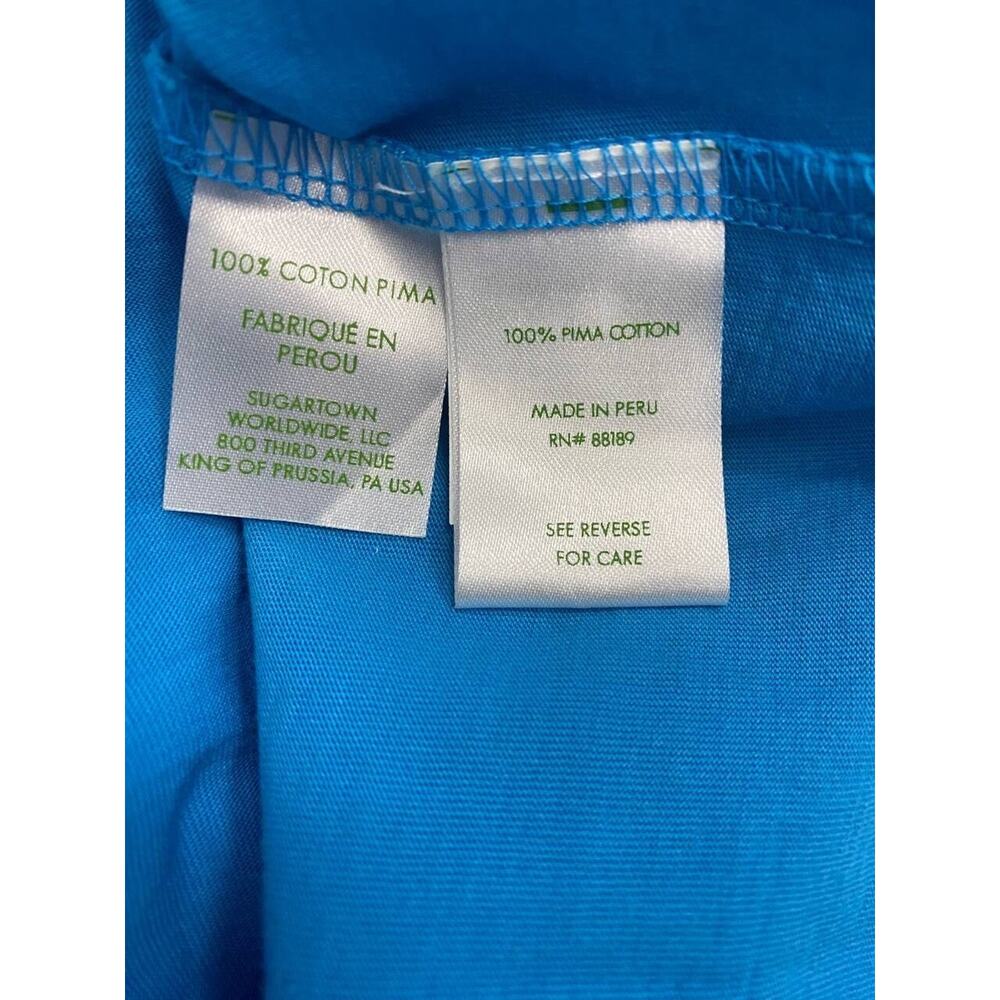 100% COTON PIMA
FABRIQUÉ EN
PEROU
SUGARTOWN
WORLDWIDE, LLC
800 THIRD AVENUE
KING OF PRUSSIA, PA USA
100% PIMA COTTON
MADE IN PERU
RN# 88189
SEE REVERSE
FOR CARE